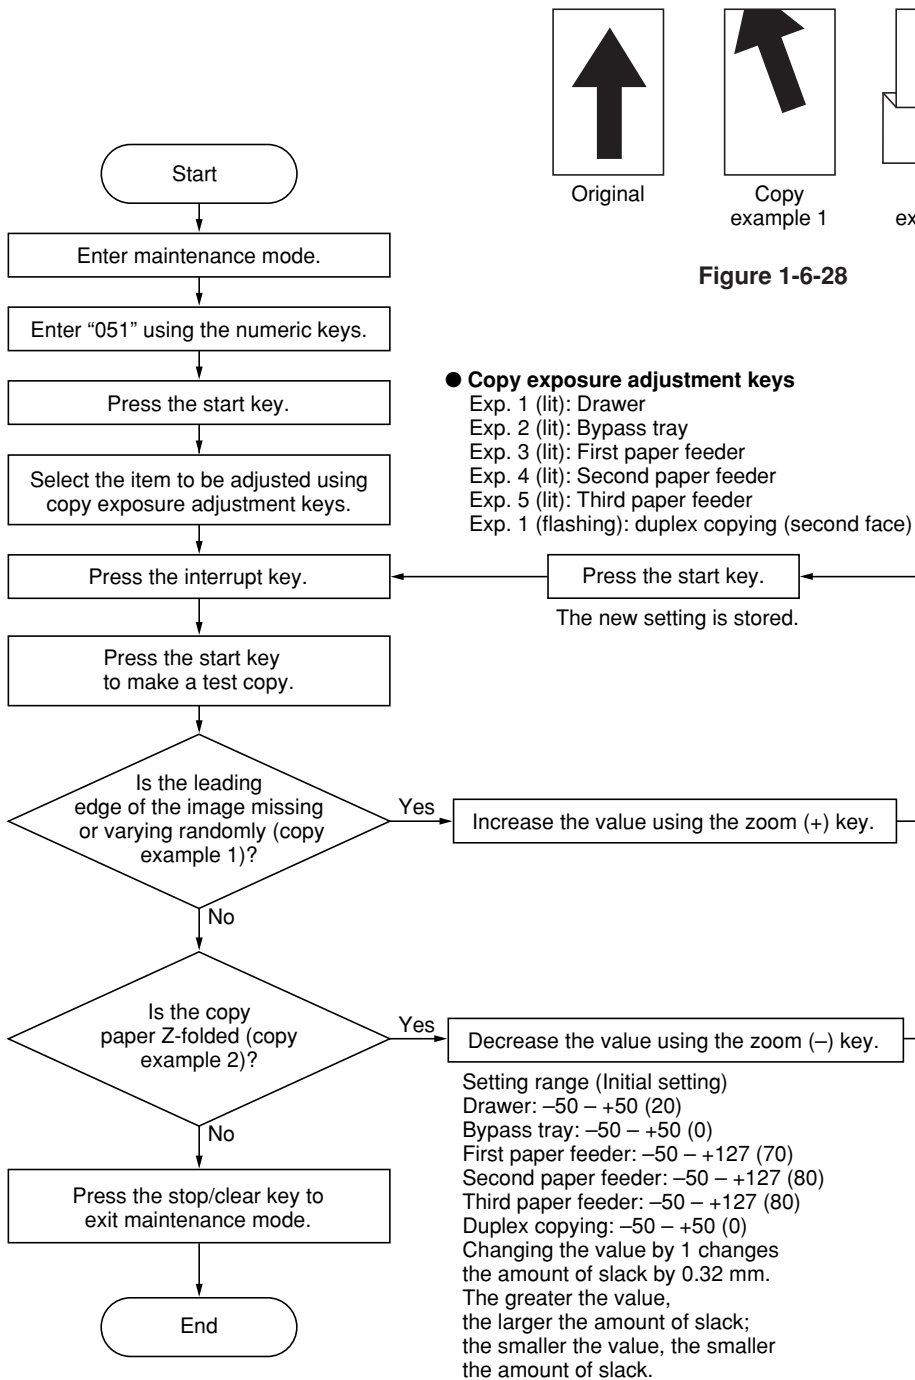 Original
Copy
example 1
Figure 1-6-28
Start
Enter maintenance mode.
Enter “051” using the numeric keys.
Press the start key.
Select the item to be adjusted using
copy exposure adjustment keys.
● Copy exposure adjustment keys
Exp. 1 (lit): Drawer
Exp. 2 (lit): Bypass tray
Exp. 3 (lit): First paper feeder
Exp. 4 (lit): Second paper feeder
Exp. 5 (lit): Third paper feeder
Exp. 1 (flashing): duplex copying (second face)
Press the interrupt key.
Press the start key.
The new setting is stored.
Press the start key
to make a test copy.
Is the leading
edge of the image missing
or varying randomly (copy
example 1)?
Yes
Increase the value using the zoom (+) key.
No
Is the copy
paper Z-folded (copy
example 2)?
Yes
Decrease the value using the zoom (–) key.
Setting range (Initial setting)
Drawer: –50 – +50 (20)
Bypass tray: –50 – +50 (0)
First paper feeder: –50 – +127 (70)
Second paper feeder: –50 – +127 (80)
Third paper feeder: –50 – +127 (80)
Duplex copying: –50 – +50 (0)
Changing the value by 1 changes
the amount of slack by 0.32 mm.
The greater the value,
the larger the amount of slack;
the smaller the value, the smaller
the amount of slack.
No
Press the stop/clear key to
exit maintenance mode.
End